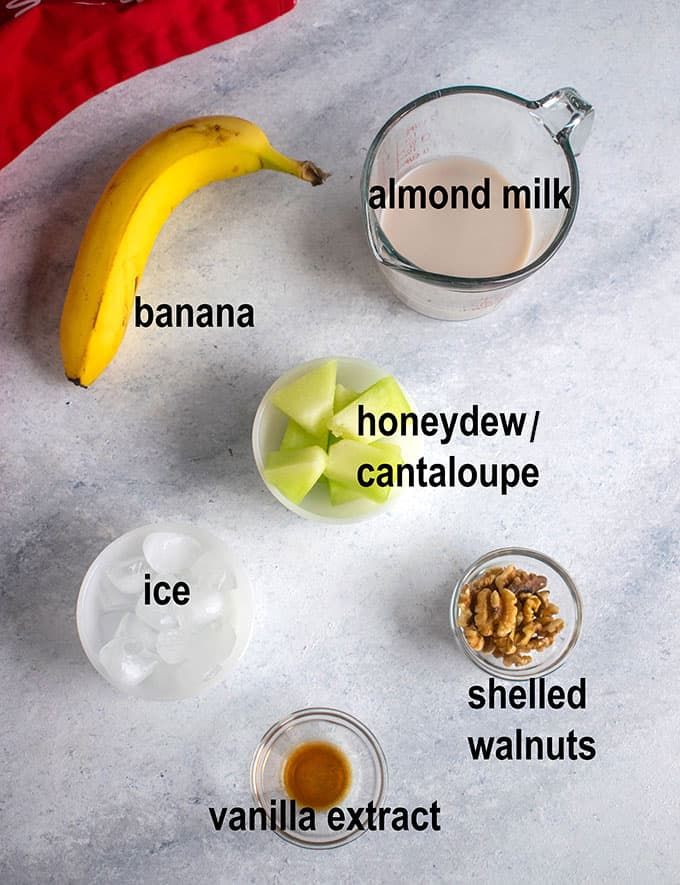 almond milk
banana
honeydew/
cantaloupe
ice
shelled
walnuts
vanilla extract